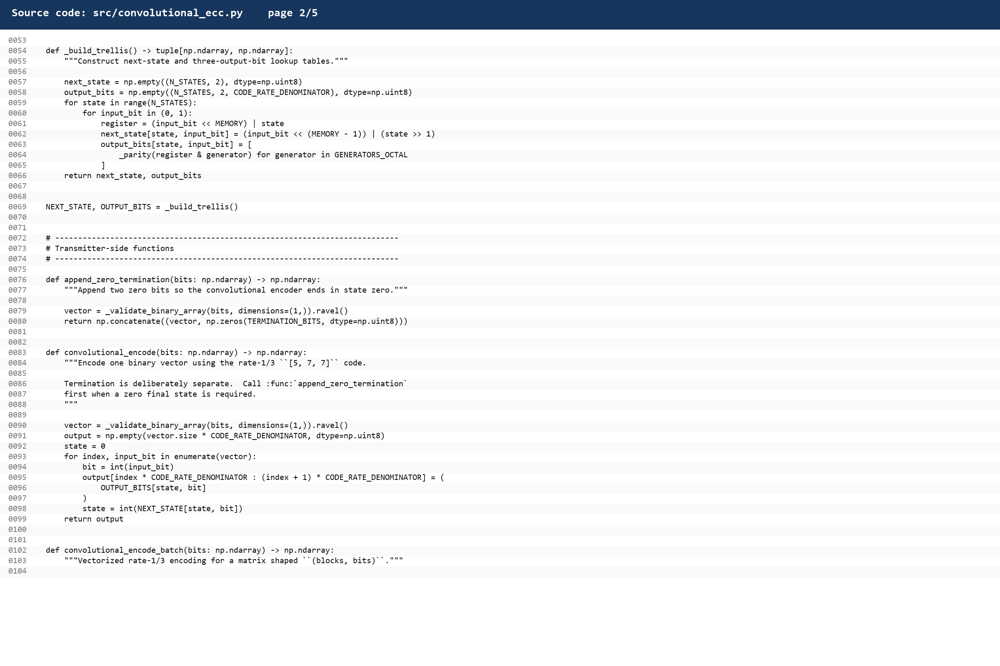 Source code: src/convolutional_ecc.py    page 2/5
0053
0054    def _build_trellis() -> tuple[np.ndarray, np.ndarray]:
0055        """Construct next-state and three-output-bit lookup tables."""
0056
0057        next_state = np.empty((N_STATES, 2), dtype=np.uint8)
0058        output_bits = np.empty((N_STATES, 2, CODE_RATE_DENOMINATOR), dtype=np.uint8)
0059        for state in range(N_STATES):
0060            for input_bit in (0, 1):
0061                register = (input_bit << MEMORY) | state
0062                next_state[state, input_bit] = (input_bit << (MEMORY - 1)) | (state >> 1)
0063                output_bits[state, input_bit] = [
0064                    _parity(register & generator) for generator in GENERATORS_OCTAL
0065                ]
0066        return next_state, output_bits
0067
0068
0069    NEXT_STATE, OUTPUT_BITS = _build_trellis()
0070
0071
0072    # ---------------------------------------------------------------------------
0073    # Transmitter-side functions
0074    # ---------------------------------------------------------------------------
0075
0076    def append_zero_termination(bits: np.ndarray) -> np.ndarray:
0077        """Append two zero bits so the convolutional encoder ends in state zero."""
0078
0079        vector = _validate_binary_array(bits, dimensions=(1,)).ravel()
0080        return np.concatenate((vector, np.zeros(TERMINATION_BITS, dtype=np.uint8)))
0081
0082
0083    def convolutional_encode(bits: np.ndarray) -> np.ndarray:
0084        """Encode one binary vector using the rate-1/3 ``[5, 7, 7]`` code.
0085
0086        Termination is deliberately separate.  Call :func:`append_zero_termination`
0087        first when a zero final state is required.
0088        """
0089
0090        vector = _validate_binary_array(bits, dimensions=(1,)).ravel()
0091        output = np.empty(vector.size * CODE_RATE_DENOMINATOR, dtype=np.uint8)
0092        state = 0
0093        for index, input_bit in enumerate(vector):
0094            bit = int(input_bit)
0095            output[index * CODE_RATE_DENOMINATOR : (index + 1) * CODE_RATE_DENOMINATOR] = (
0096                OUTPUT_BITS[state, bit]
0097            )
0098            state = int(NEXT_STATE[state, bit])
0099        return output
0100
0101
0102    def convolutional_encode_batch(bits: np.ndarray) -> np.ndarray:
0103        """Vectorized rate-1/3 encoding for a matrix shaped ``(blocks, bits)``."""
0104